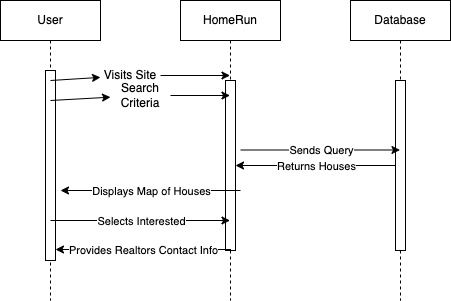 User
HomeRun
Database
Visits Site
Search
Criteria
Sends Query
Returns Houses
Displays Map of Houses
Selects Interested
Provides Realtors Contact Info